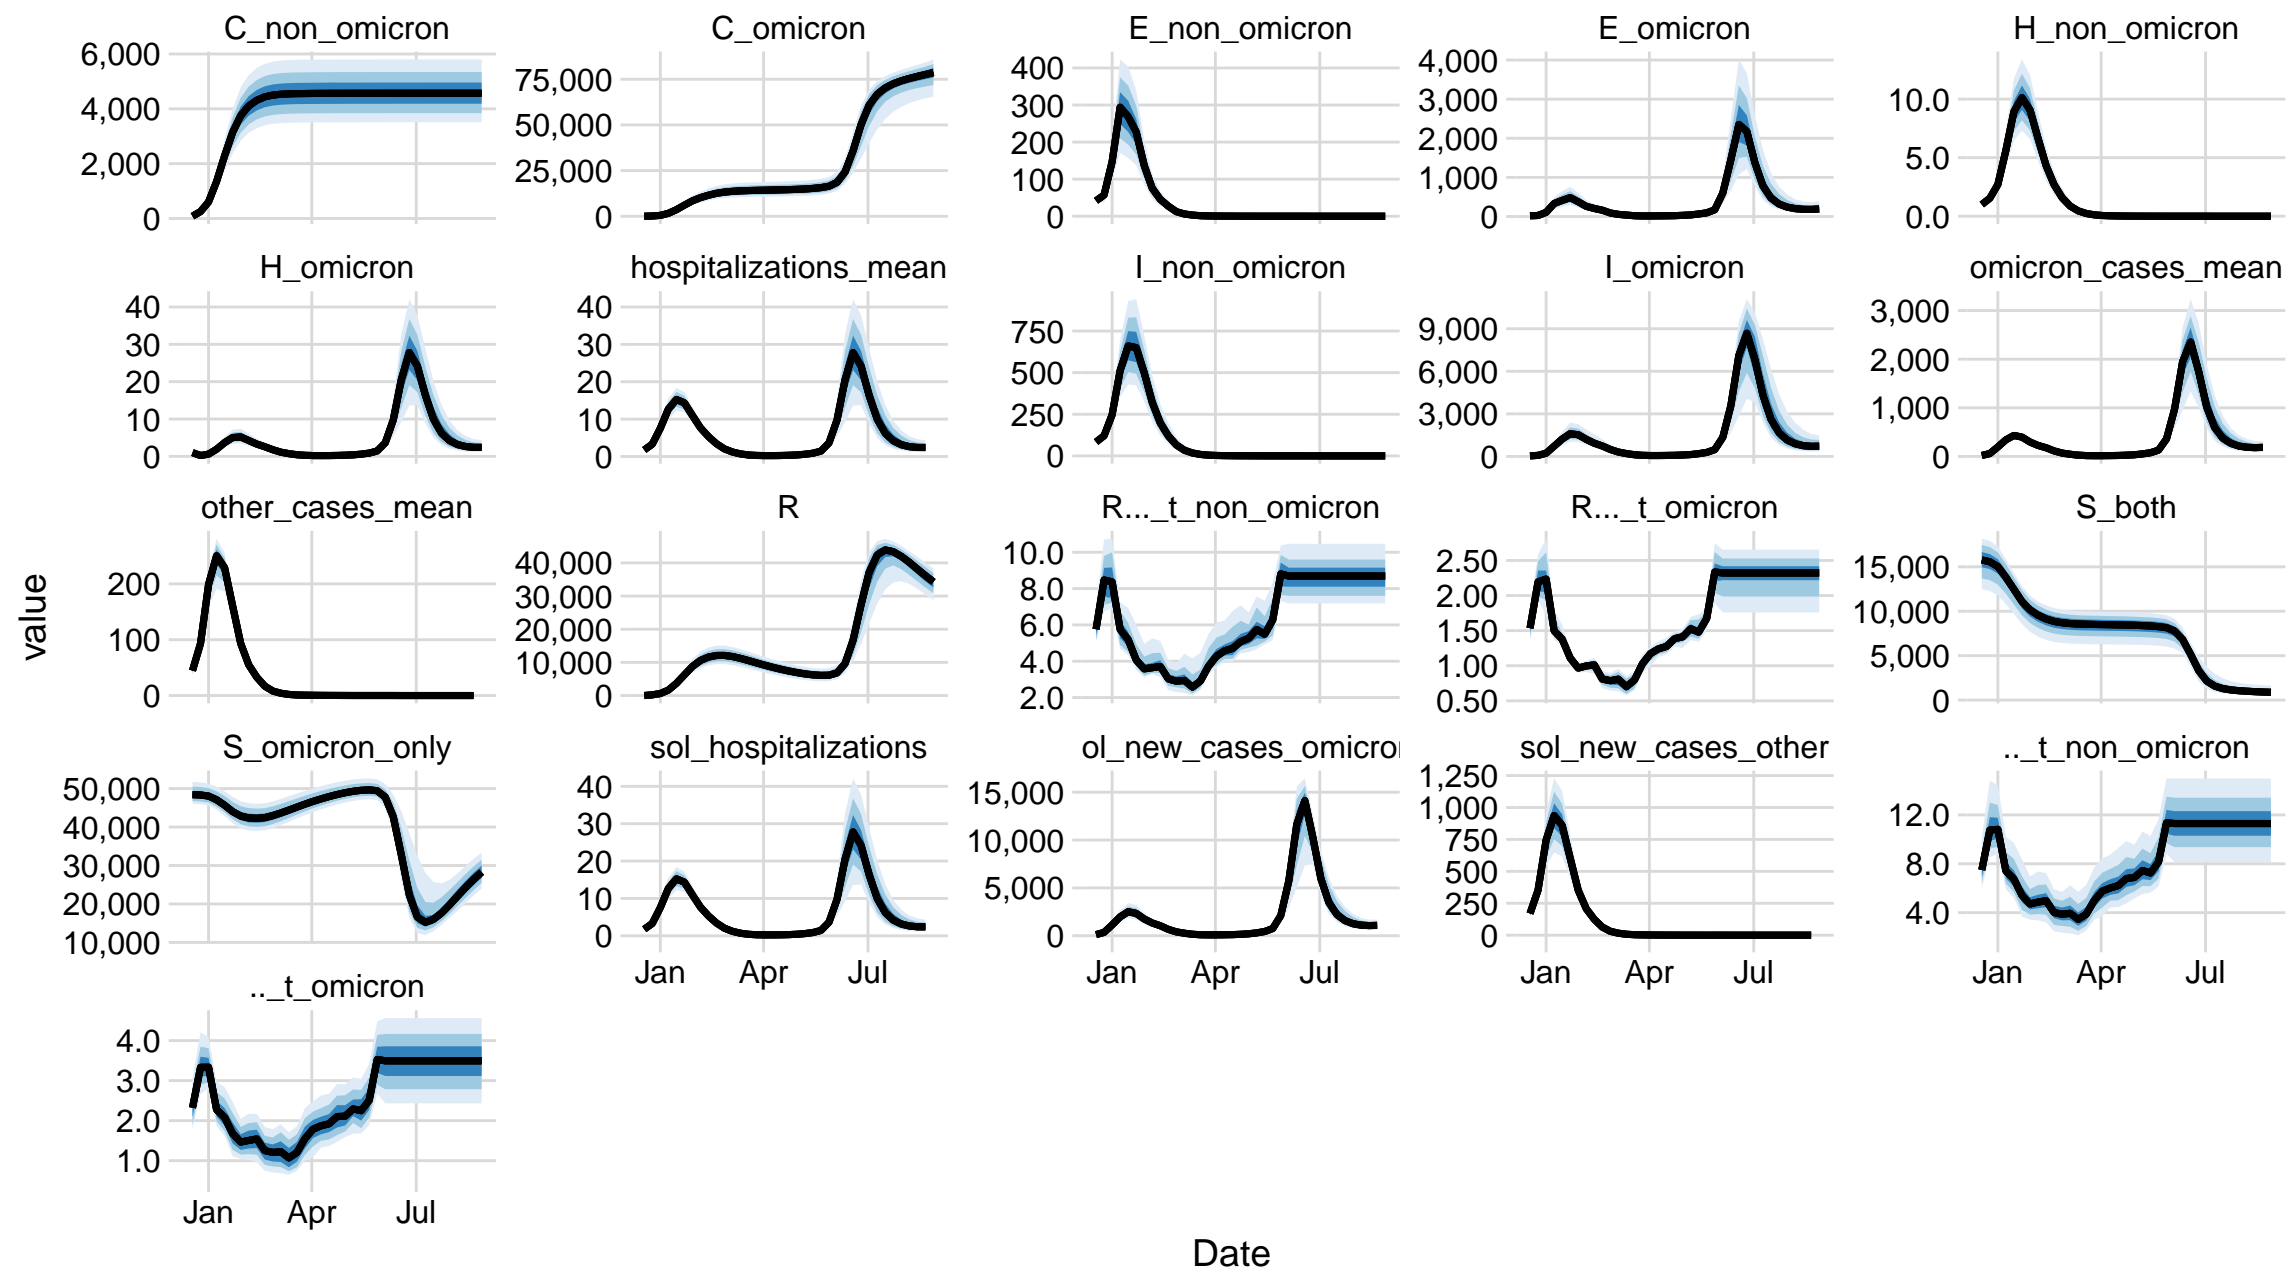 C_non_omicron C_omicron E_non_omicron E_omicron H_non_omicron
6,000 4,000 2,000 0
75,000 50,000 25,000 0
400 300 200 100 0
4,000 3,000 2,000 1,000 0
10.0 5.0 0.0
H_omicron hospitalizations_mean I_non_omicron I_omicron omicron_cases_mean
40 30 20 10 0
40 30 20 10 0
750 500 250 0
9,000 6,000 3,000 0
3,000 2,000 1,000 0
other_cases_mean R R..._t_non_omicron R..._t_omicron S_both
200 100 0
40,000 30,000 20,000 10,000 0
10.0 8.0 6.0 4.0 2.0
2.50 2.00 1.50 1.00 0.50
15,000 10,000 5,000 0
S_omicron_only sol_hospitalizations ol_new_cases_omicro sol_new_cases_other .._t_non_omicron
50,000 40,000 30,000 20,000 10,000
40 30 20 10 0
15,000 10,000 5,000 0
1,250 1,000 750 500 250 0
12.0 8.0 4.0
Jan Apr Jul
Jan Apr Jul
Jan Apr Jul
Jan Apr Jul
.._t_omicron
4.0 3.0 2.0 1.0
Jan Apr Jul
value
Date